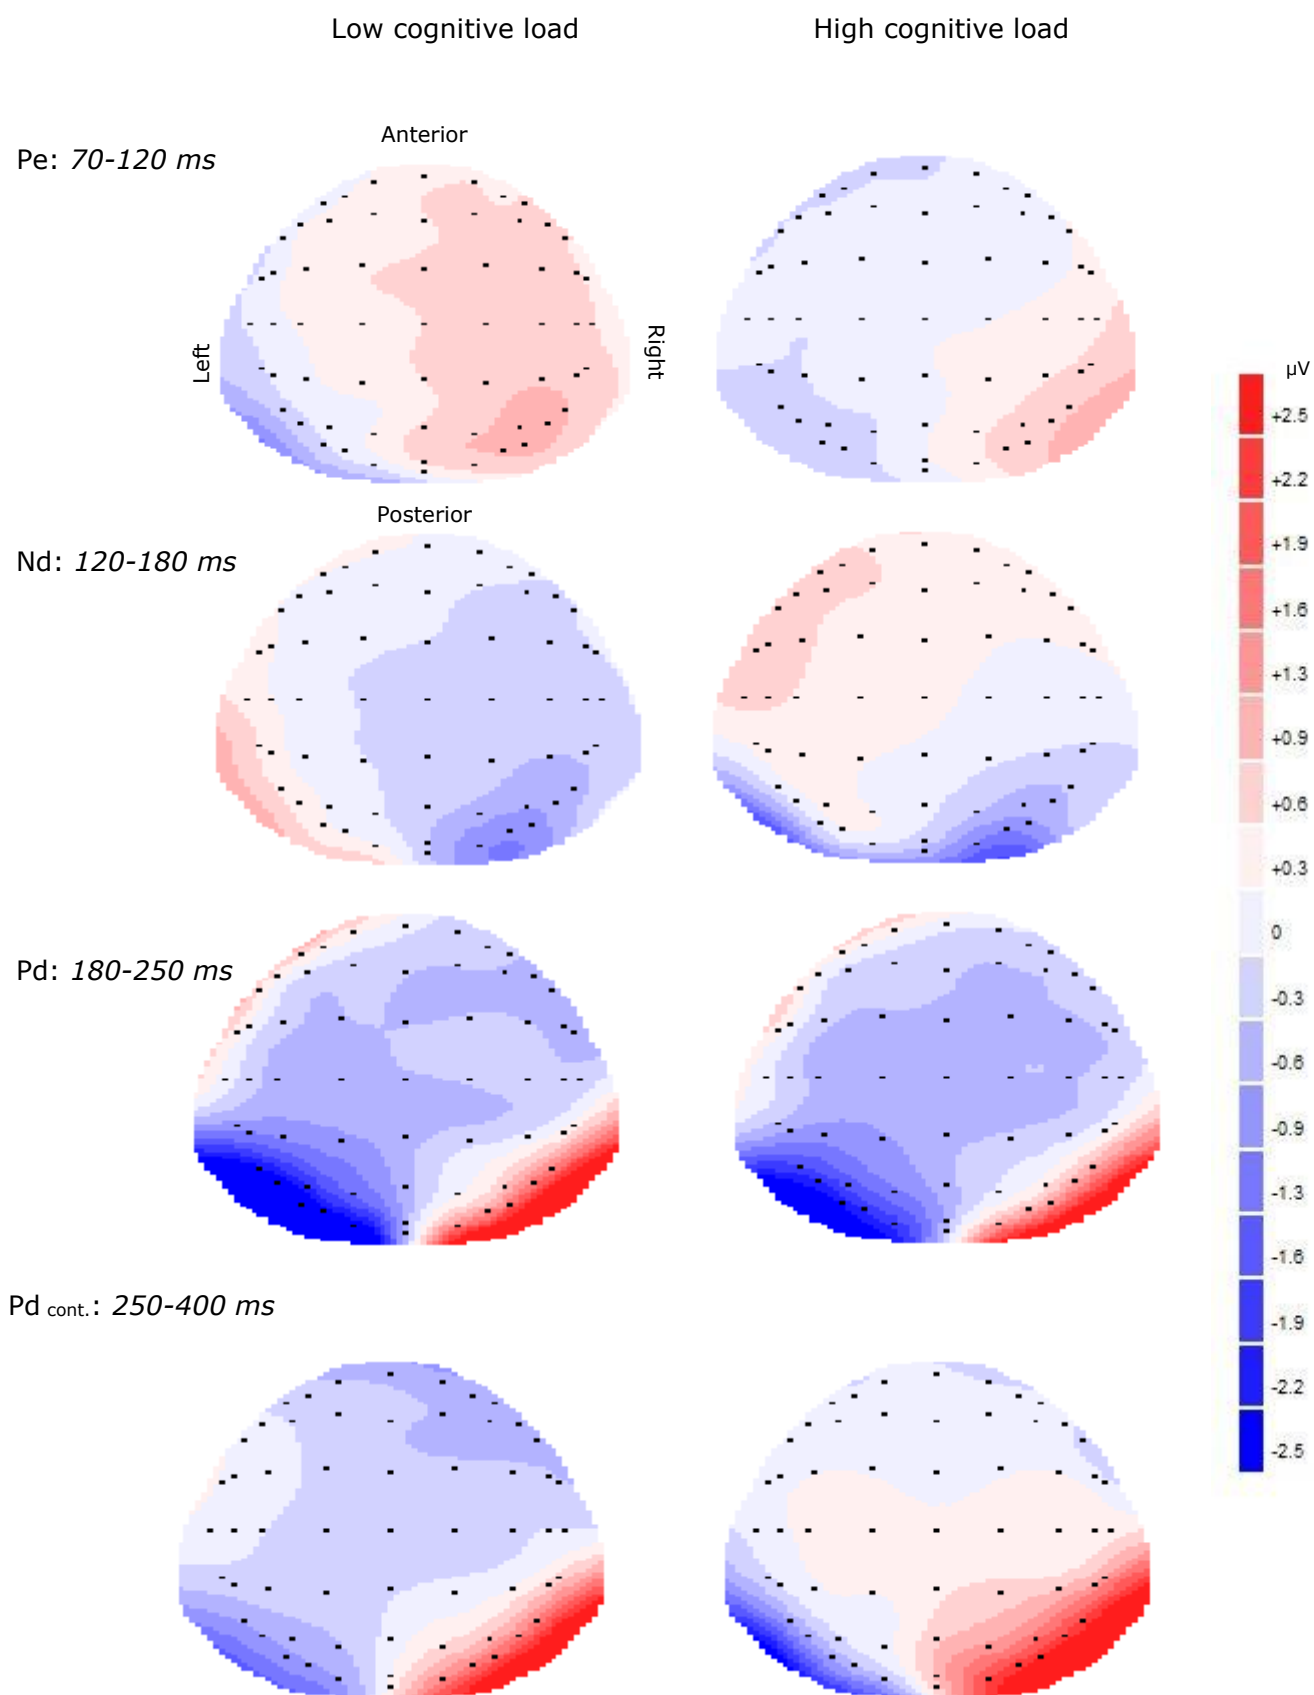 Low cognitive load
High cognitive load
Anterior
Pe: 70-120 ms
Left
Right
µV
+2.5
+2.2
+1.9
+1.6
+1.3
+0.9
+0.6
+0.3
0
-0.3
-0.6
-0.9
-1.3
-1.6
-1.9
-2.2
-2.5
Posterior
Nd: 120-180 ms
Pd: 180-250 ms
Pd cont.: 250-400 ms